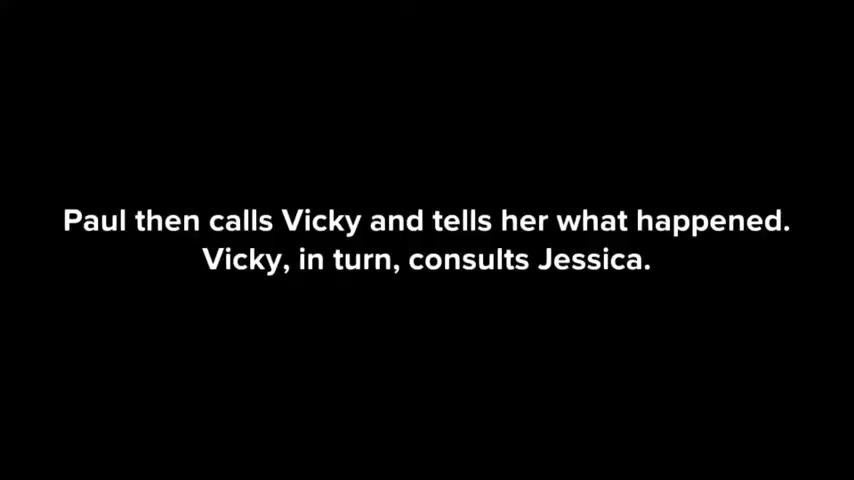 Paul then calls Vicky and tells her what happened.
Vicky, in turn, consults Jessica.